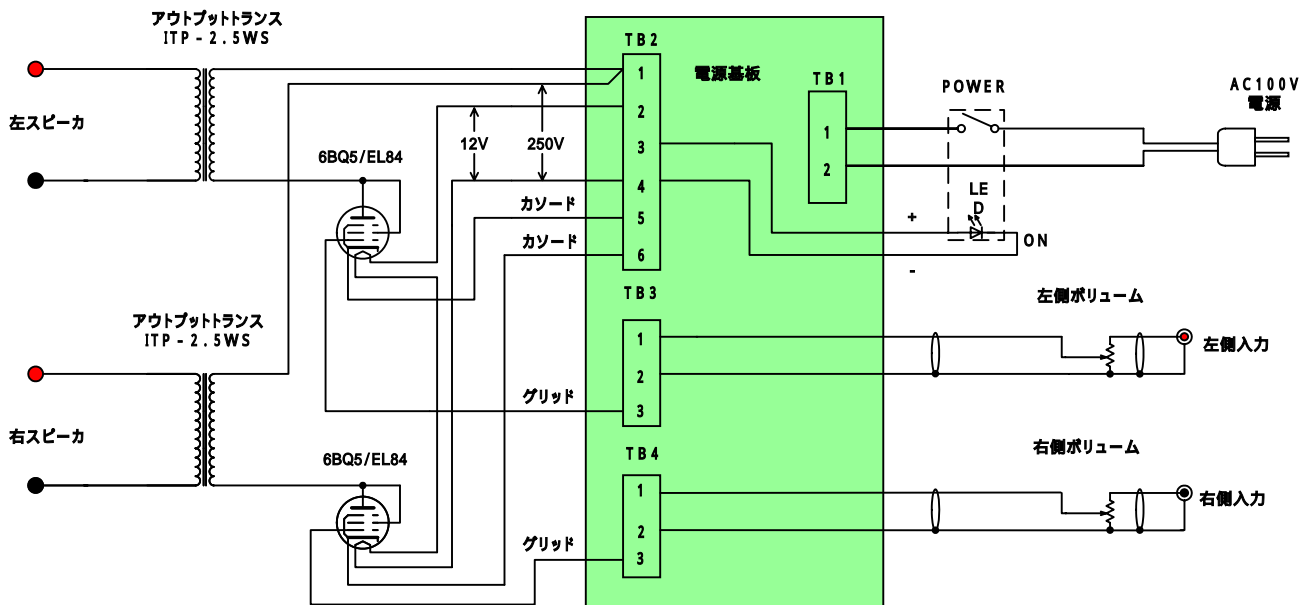 アウトプットトランス
ITP-2.5WS
左スピーカ
6BQ5/EL84
12V
250V
カソード
カソード
TB2
1
2
3
4
5
6
電源基板
TB1
1
2
POWER
LE
D
+
-
ON
AC100V
電源
アウトプットトランス
ITP-2.5WS
右スピーカ
6BQ5/EL84
グリッド
TB3
1
2
3
左側ボリューム
左側入力
グリッド
TB4
1
2
3
右側ボリューム
右側入力